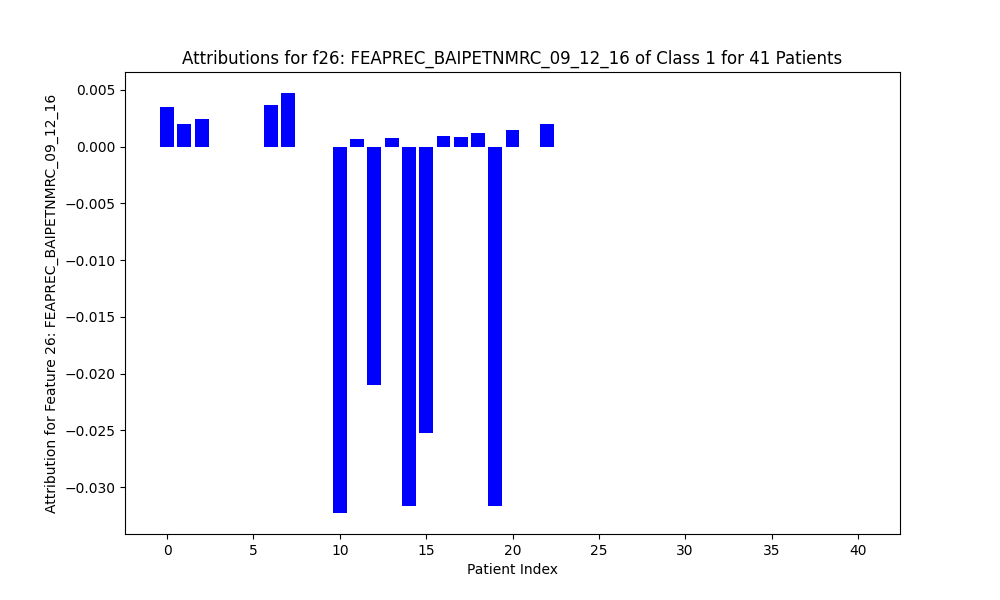 Attributions for f26: FEAPREC_BAIPETNMRC_09_12_16 of Class 1 for 41 Patients
Attribution for Feature 26: FEAPREC_BAIPETNMRC_09_12_16
0.005
0.000
−0.005
−0.010
−0.015
−0.020
−0.025
−0.030
0 5 10 15 20 25 30 35 40
Patient Index